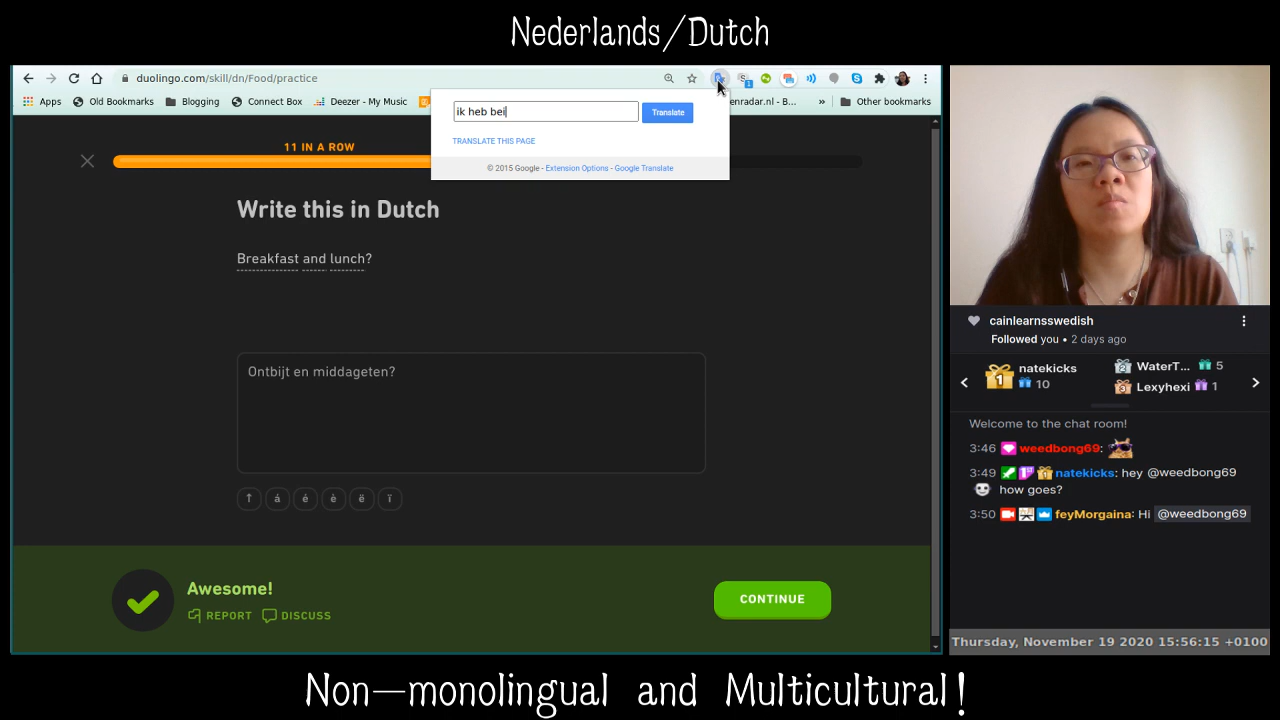 Nederlands/Dutch
duolingo.com/skill/dn/Food/practice
Apps Old Bookmarks Blogging Connect Box Deezer - My Music enradar.nl - B... » Other bookmarks
ik heb bei Translate
TRANSLATE THIS PAGE
© 2015 Google - Extension Options - Google Translate
11 IN A ROW
Write this in Dutch
Breakfast and lunch?
Ontbijt en middageten?
↑ á é è ë ï
Awesome!
REPORT DISCUSS
CONTINUE
cainlearnsswedish
Followed you • 2 days ago
natekicks
10
WaterT... 5
Lexyhexi 1
Welcome to the chat room!
3:46 weedbong69:
3:49 natekicks: hey @weedbong69
how goes?
3:50 feyMorgaina: Hi @weedbong69
Thursday, November 19 2020 15:56:15 +0100
Non-monolingual and Multicultural!